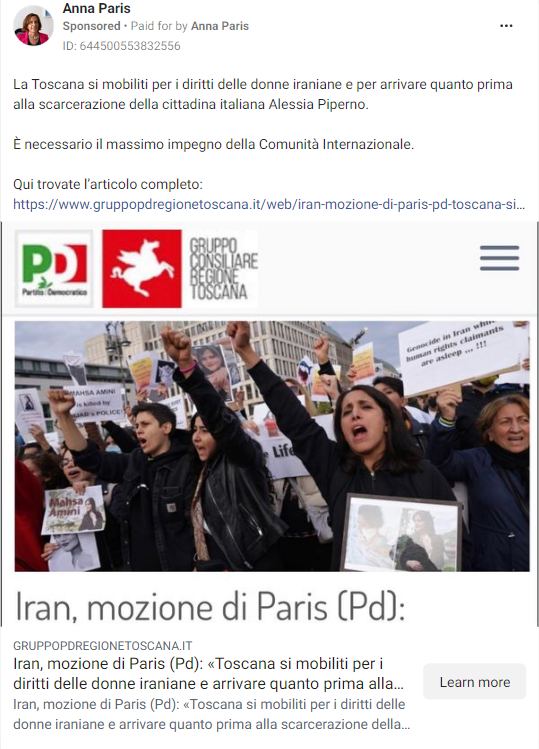 Anna Paris
Sponsored • Paid for by Anna Paris
ID: 644500553832556
La Toscana si mobiliti per i diritti delle donne iraniane e per arrivare quanto prima
alla scarcerazione della cittadina italiana Alessia Piperno.
È necessario il massimo impegno della Comunità Internazionale.
Qui trovate l'articolo completo:
https://www.gruppopdregionetoscana.it/web/iran-mozione-di-paris-pd-toscana-si...
PD
Partito Democratico
GRUPPO
CONSILIARE
REGIONE
TOSCANA
Genocide in Iran while
human rights claimants
are asleep ... !!!
MAHSA AMINI
is killed by
POLICE
Life
Mahsa
Amini
Iran, mozione di Paris (Pd):
GRUPPOPDREGIONETOSCANA.IT
Iran, mozione di Paris (Pd): «Toscana si mobiliti per i
diritti delle donne iraniane e arrivare quanto prima alla...
Learn more
Iran, mozione di Paris (Pd): «Toscana si mobiliti per i diritti delle
donne iraniane e arrivare quanto prima alla scarcerazione della...